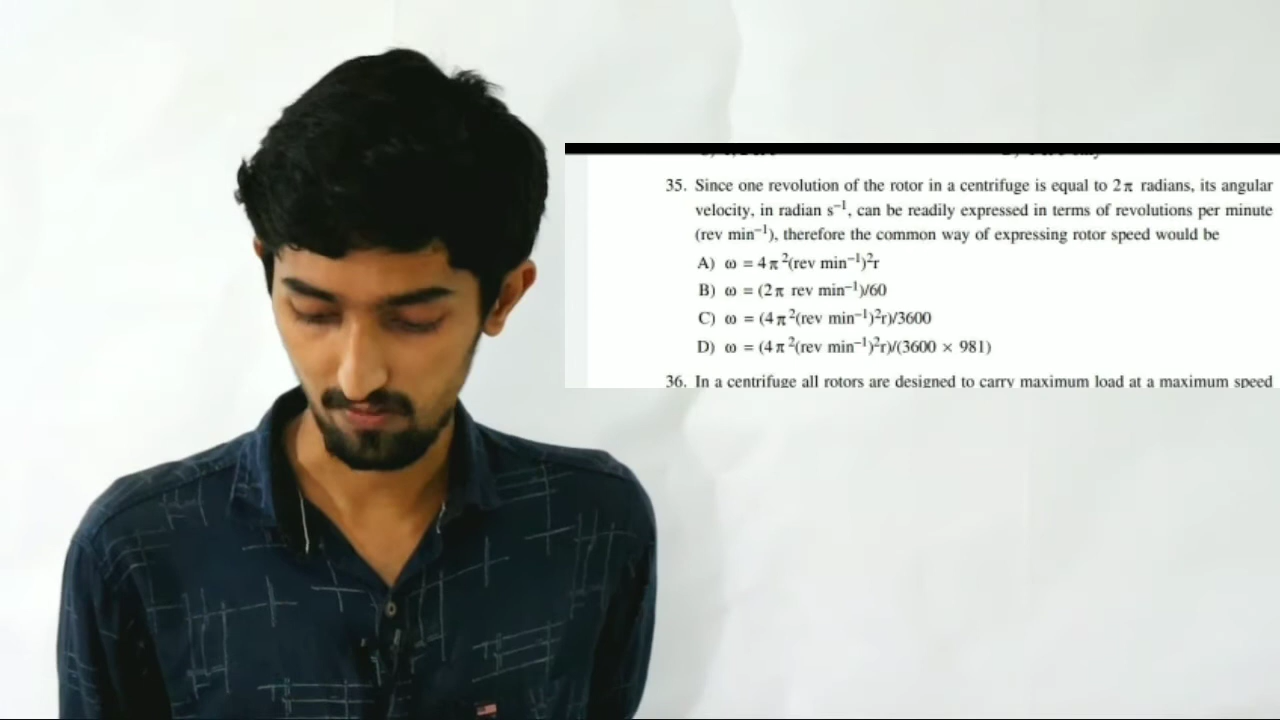 35. Since one revolution of the rotor in a centrifuge is equal to 2π radians, its angular
velocity, in radian s⁻¹, can be readily expressed in terms of revolutions per minute
(rev min⁻¹), therefore the common way of expressing rotor speed would be
A) ω = 4π²(rev min⁻¹)²r
B) ω = (2π rev min⁻¹)/60
C) ω = (4π²(rev min⁻¹)²r)/3600
D) ω = (4π²(rev min⁻¹)²r)/(3600 × 981)
36. In a centrifuge all rotors are designed to carry maximum load at a maximum speed